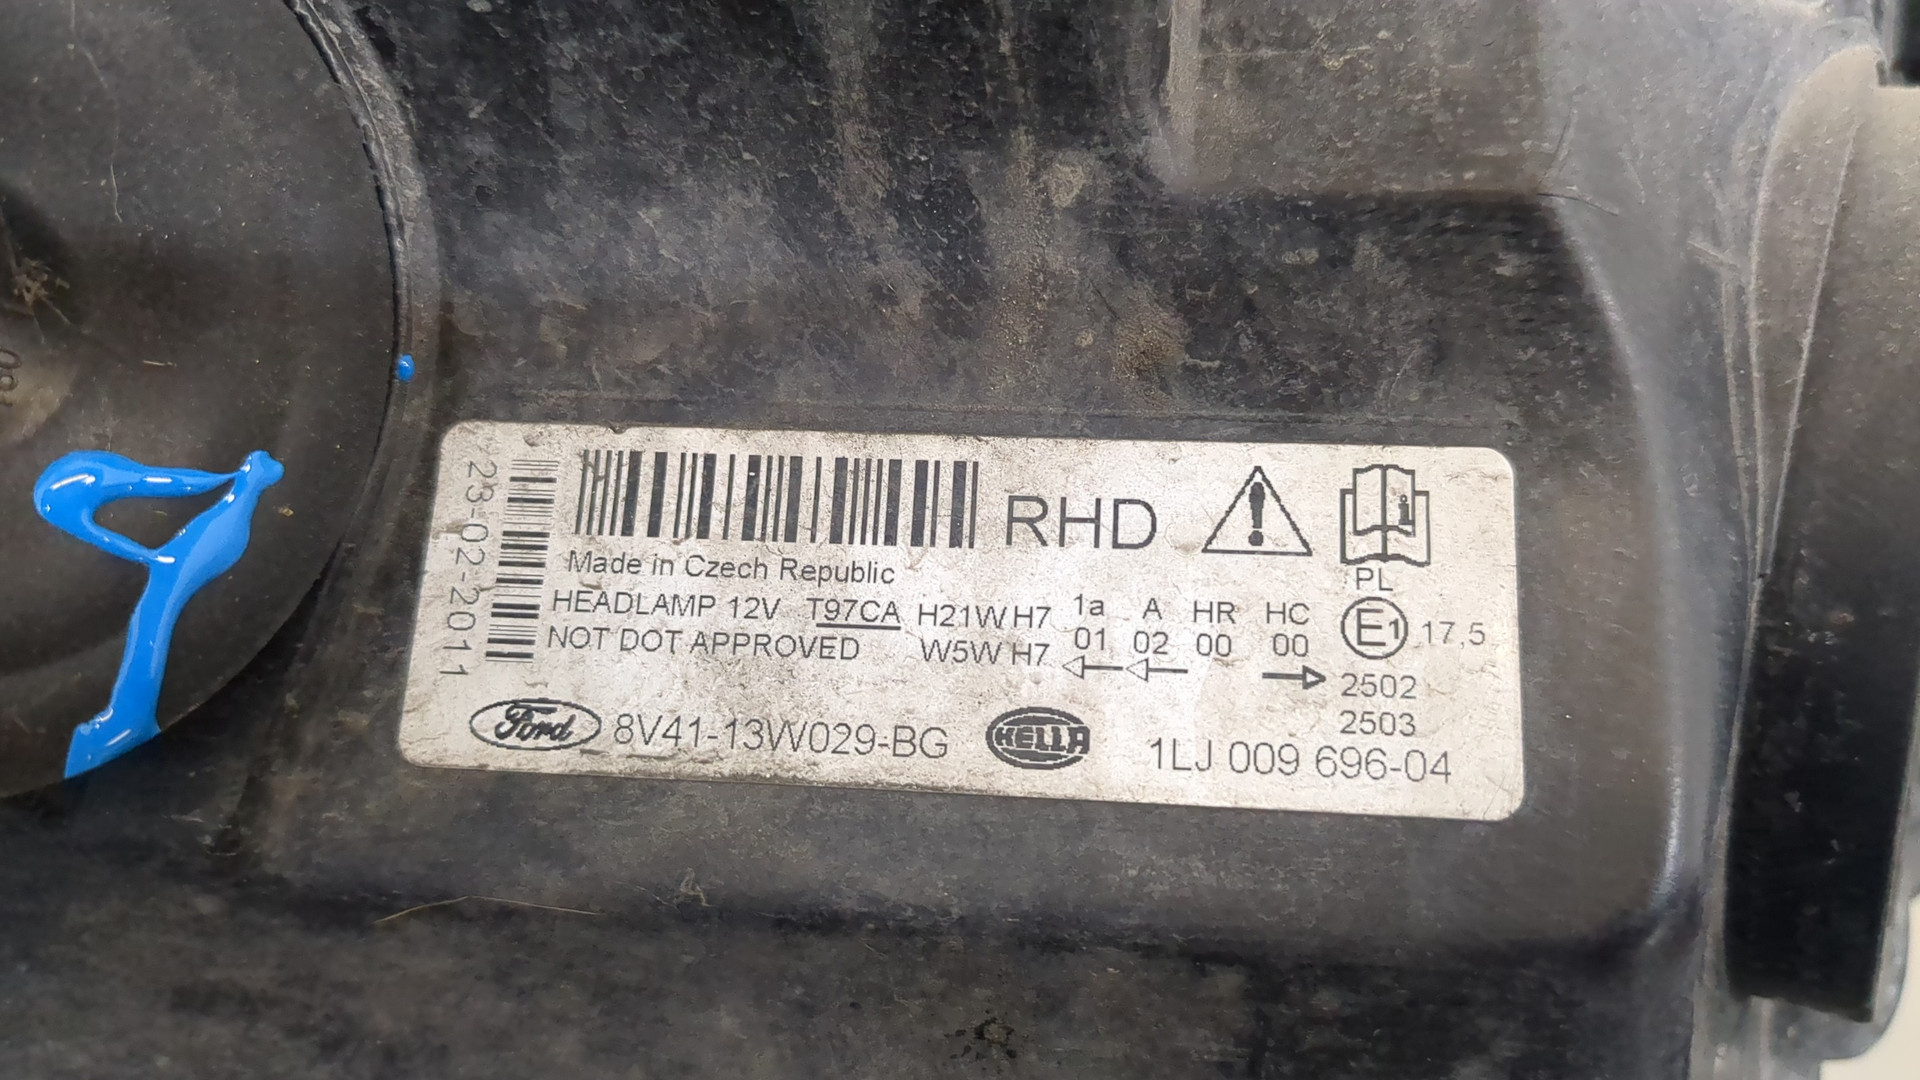 23-02-2011
RHD
Made in Czech Republic
PL
HEADLAMP 12V T97CA H21W H7 1a A HR HC E1 17,5
NOT DOT APPROVED W5W H7 01 02 00 00
2502
2503
Ford 8V41-13W029-BG HELLA 1LJ 009 696-04